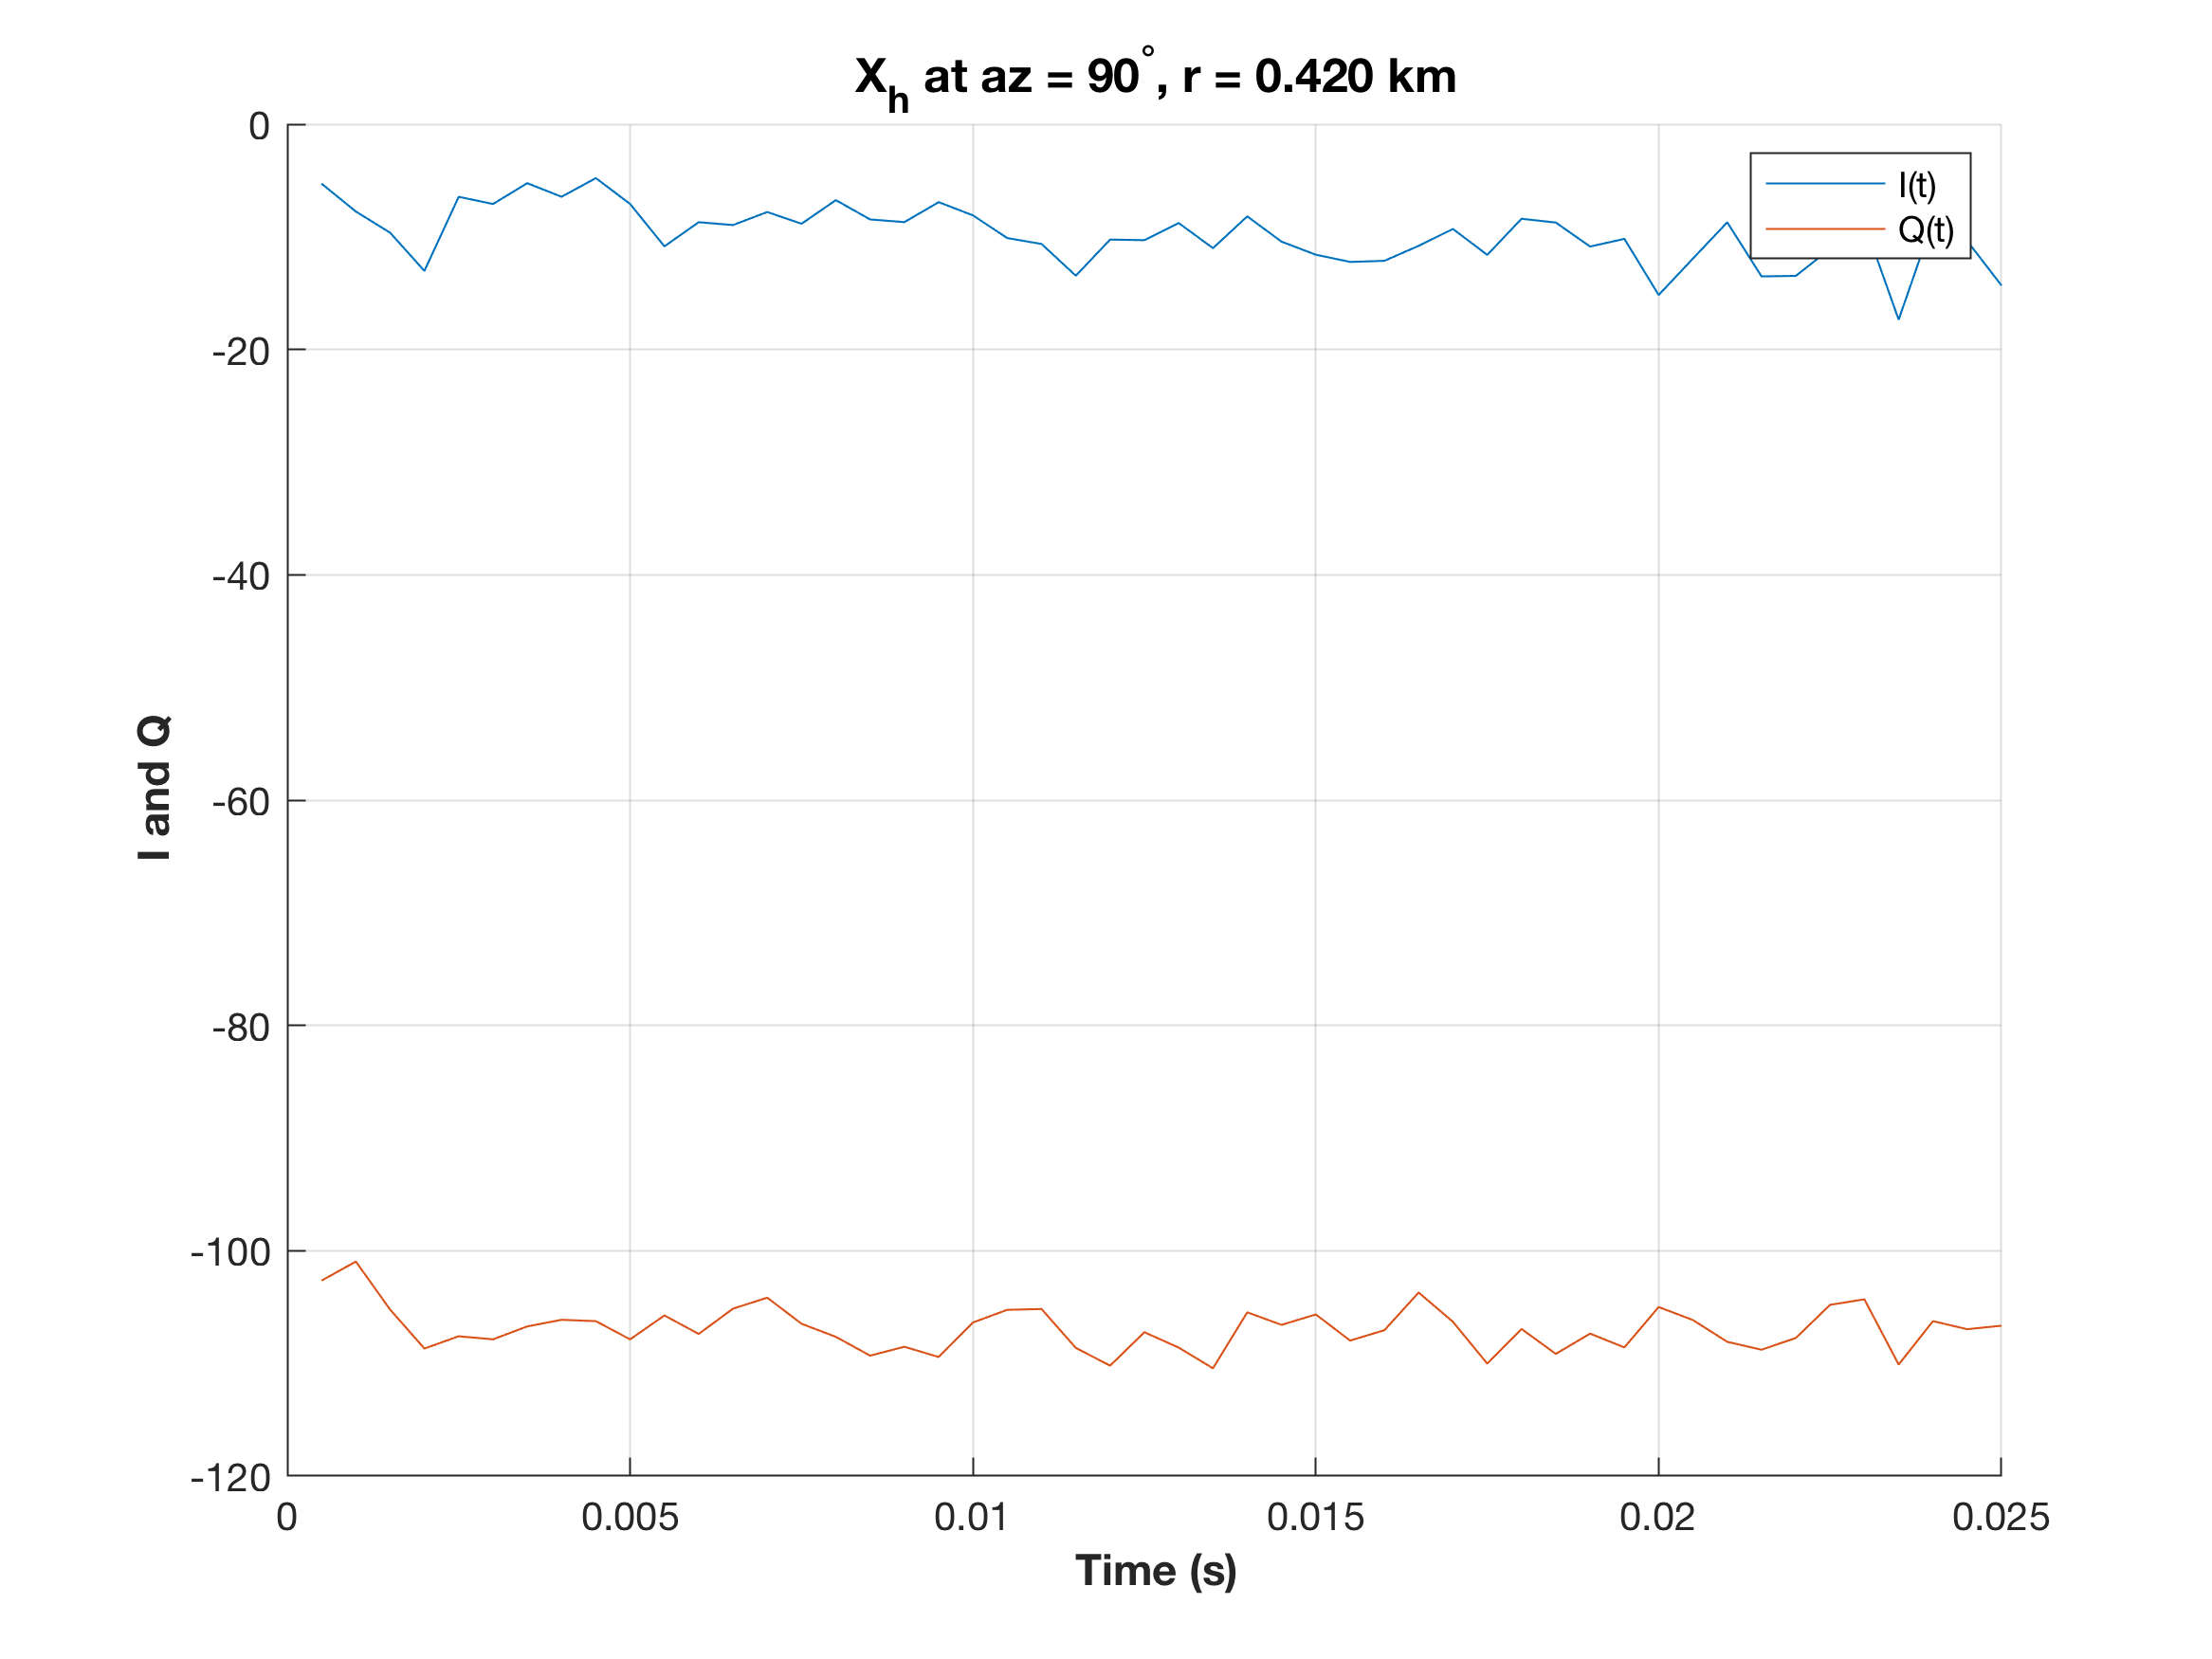 X_h at az = 90°, r = 0.420 km
0
-20
-40
-60
-80
-100
-120
I and Q
I(t)
Q(t)
0 0.005 0.01 0.015 0.02 0.025
Time (s)